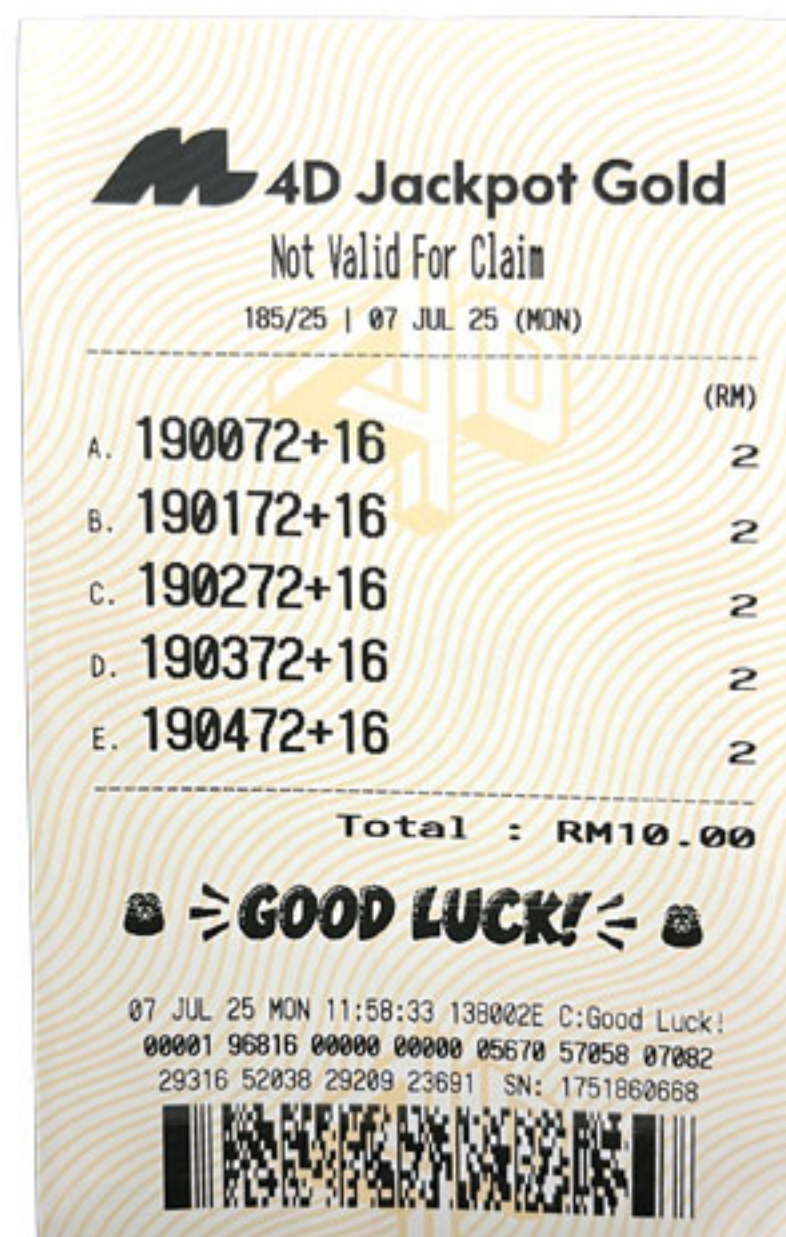 M 4D Jackpot Gold
Not Valid For Claim
185/25 | 07 JUL 25 (MON)
(RM)
A. 190072+16 2
B. 190172+16 2
C. 190272+16 2
D. 190372+16 2
E. 190472+16 2
Total : RM10.00
GOOD LUCK!
07 JUL 25 MON 11:58:33 138002E C:Good Luck!
00001 96816 00000 00000 05670 57058 07082
29316 52038 29209 23691 SN: 1751860668
4D